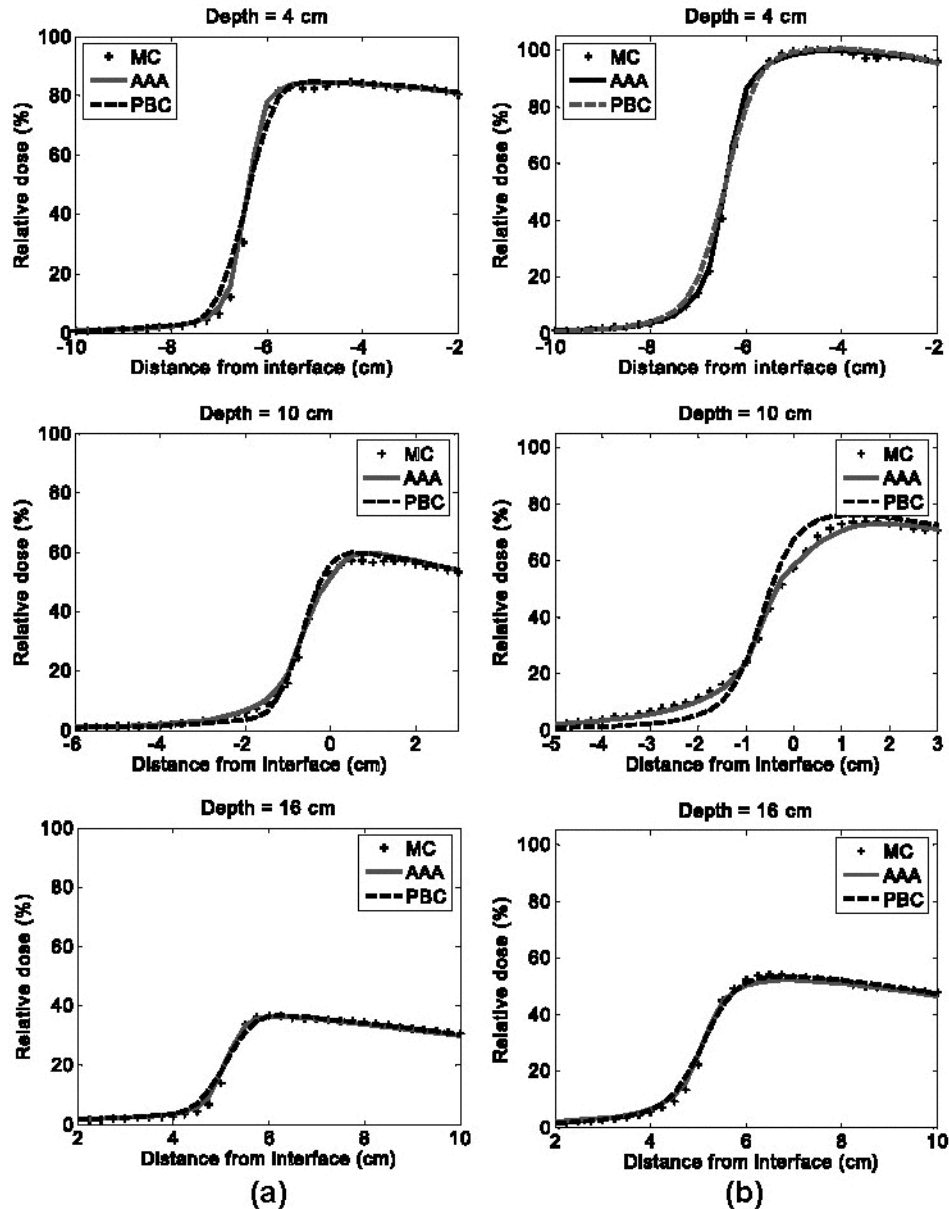 Depth = 4 cm
Relative dose (%)
100
80
60
40
20
0
MC
AAA
PBC
-10
-8
-6
-4
-2
Distance from interface (cm)
Depth = 4 cm
Relative dose (%)
100
80
60
40
20
0
MC
AAA
PBC
-10
-8
-6
-4
-2
Distance from interface (cm)
Depth = 10 cm
Relative dose (%)
100
80
60
40
20
0
MC
AAA
PBC
-6
-4
-2
0
2
Distance from interface (cm)
Depth = 10 cm
Relative dose (%)
100
80
60
40
20
0
MC
AAA
PBC
-5
-4
-3
-2
-1
0
1
2
3
Distance from interface (cm)
Depth = 16 cm
Relative dose (%)
100
80
60
40
20
0
MC
AAA
PBC
2
4
6
8
10
Distance from interface (cm)
Depth = 16 cm
Relative dose (%)
100
80
60
40
20
0
MC
AAA
PBC
2
4
6
8
10
Distance from interface (cm)
(a)
(b)